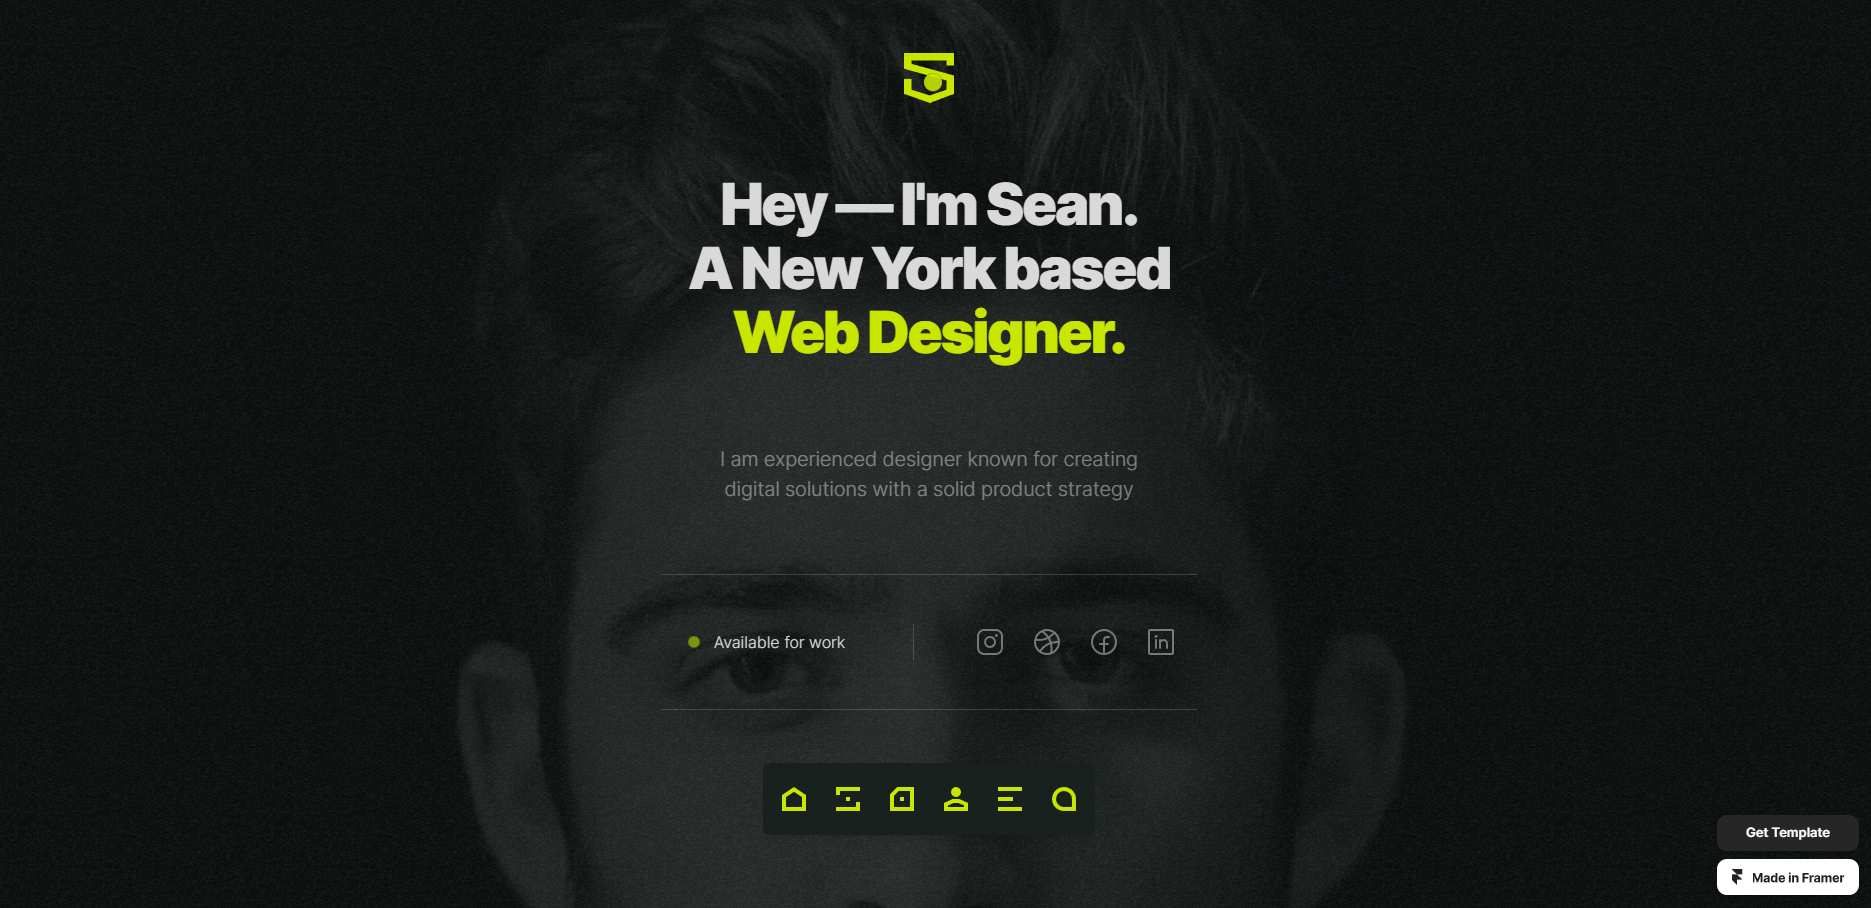 Hey — I'm Sean.
A New York based
Web Designer.
I am experienced designer known for creating
digital solutions with a solid product strategy
Available for work
Get Template
Made in Framer